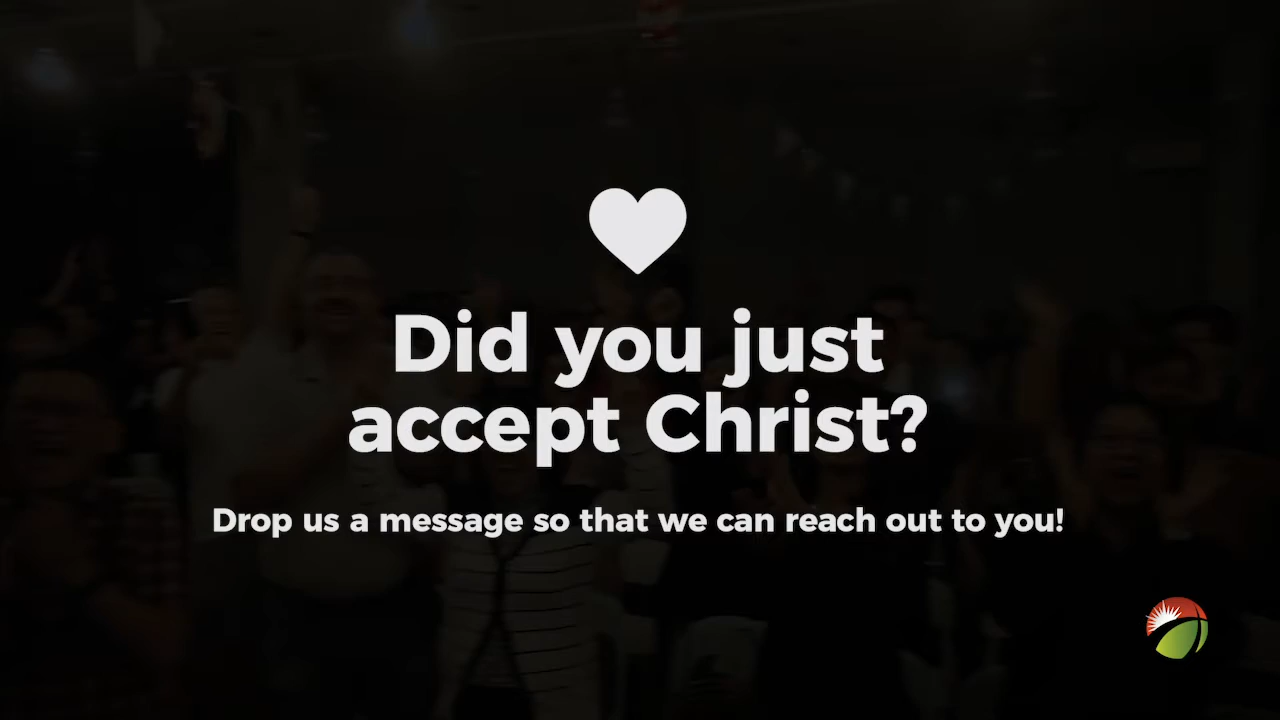 Did you just
accept Christ?
Drop us a message so that we can reach out to you!